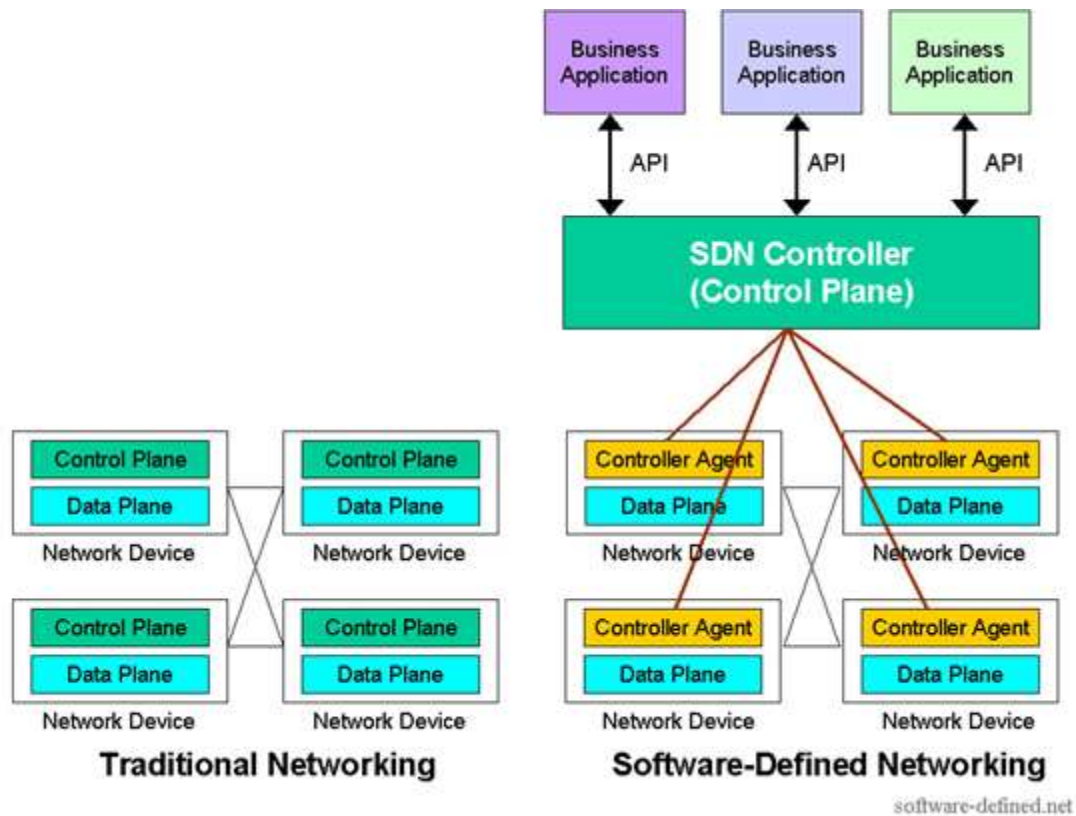 Business
Application
Business
Application
Business
Application
API
API
API
SDN Controller
(Control Plane)
Control Plane
Data Plane
Network Device
Control Plane
Data Plane
Network Device
Control Plane
Data Plane
Network Device
Control Plane
Data Plane
Network Device
Traditional Networking
Controller Agent
Data Plane
Network Device
Controller Agent
Data Plane
Network Device
Controller Agent
Data Plane
Network Device
Controller Agent
Data Plane
Network Device
Software-Defined Networking
software-defined.net